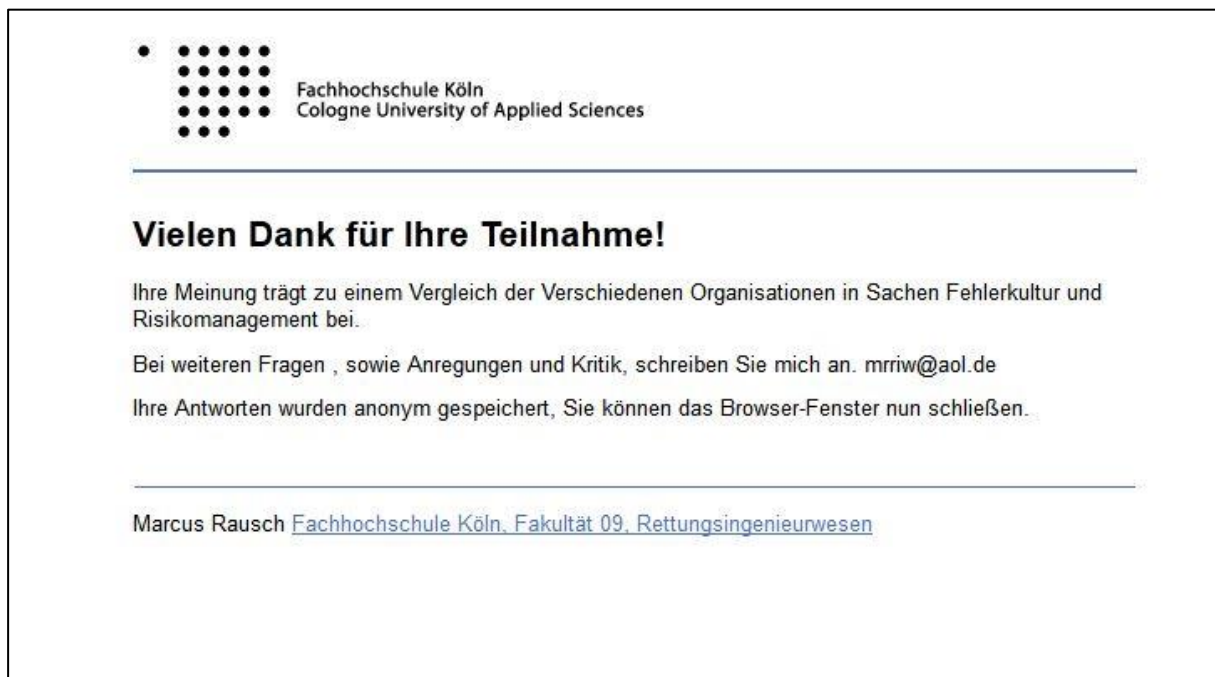 Fachhochschule Köln
Cologne University of Applied Sciences
Vielen Dank für Ihre Teilnahme!
Ihre Meinung trägt zu einem Vergleich der Verschiedenen Organisationen in Sachen Fehlerkultur und
Risikomanagement bei.
Bei weiteren Fragen , sowie Anregungen und Kritik, schreiben Sie mich an. mrriw@aol.de
Ihre Antworten wurden anonym gespeichert, Sie können das Browser-Fenster nun schließen.
Marcus Rausch Fachhochschule Köln, Fakultät 09, Rettungsingenieurwesen